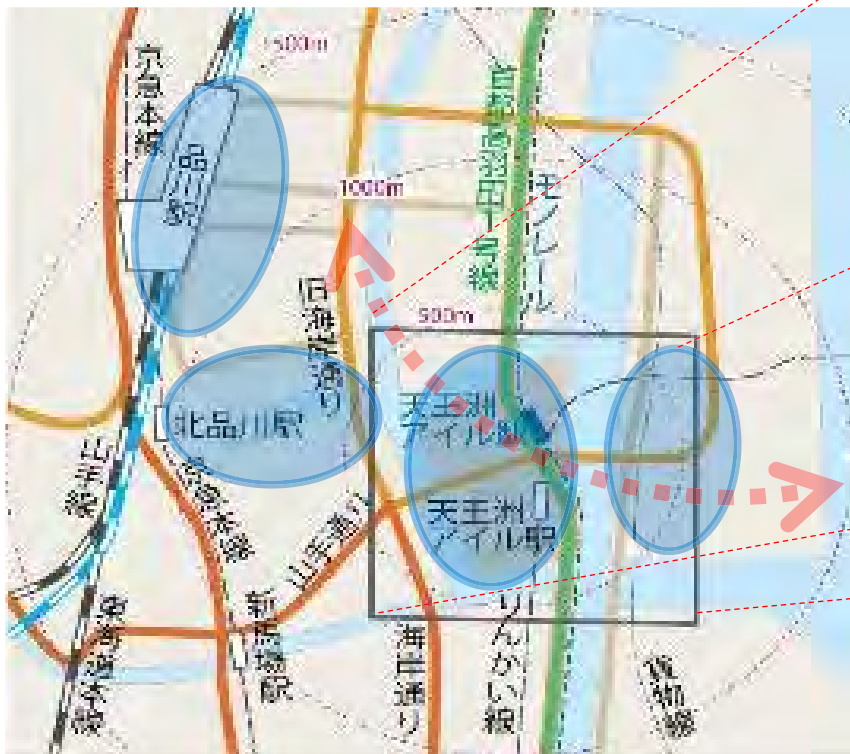 500m
京急本線
品川駅
1000m
首都高羽田1号線
モノレール
旧海岸通り
500m
北品川駅
天王洲
アイル駅
天王洲
アイル駅
山手線
京急本線
山手通り
新馬場駅
東海道本線
海岸通り
りんかい線
貨物線